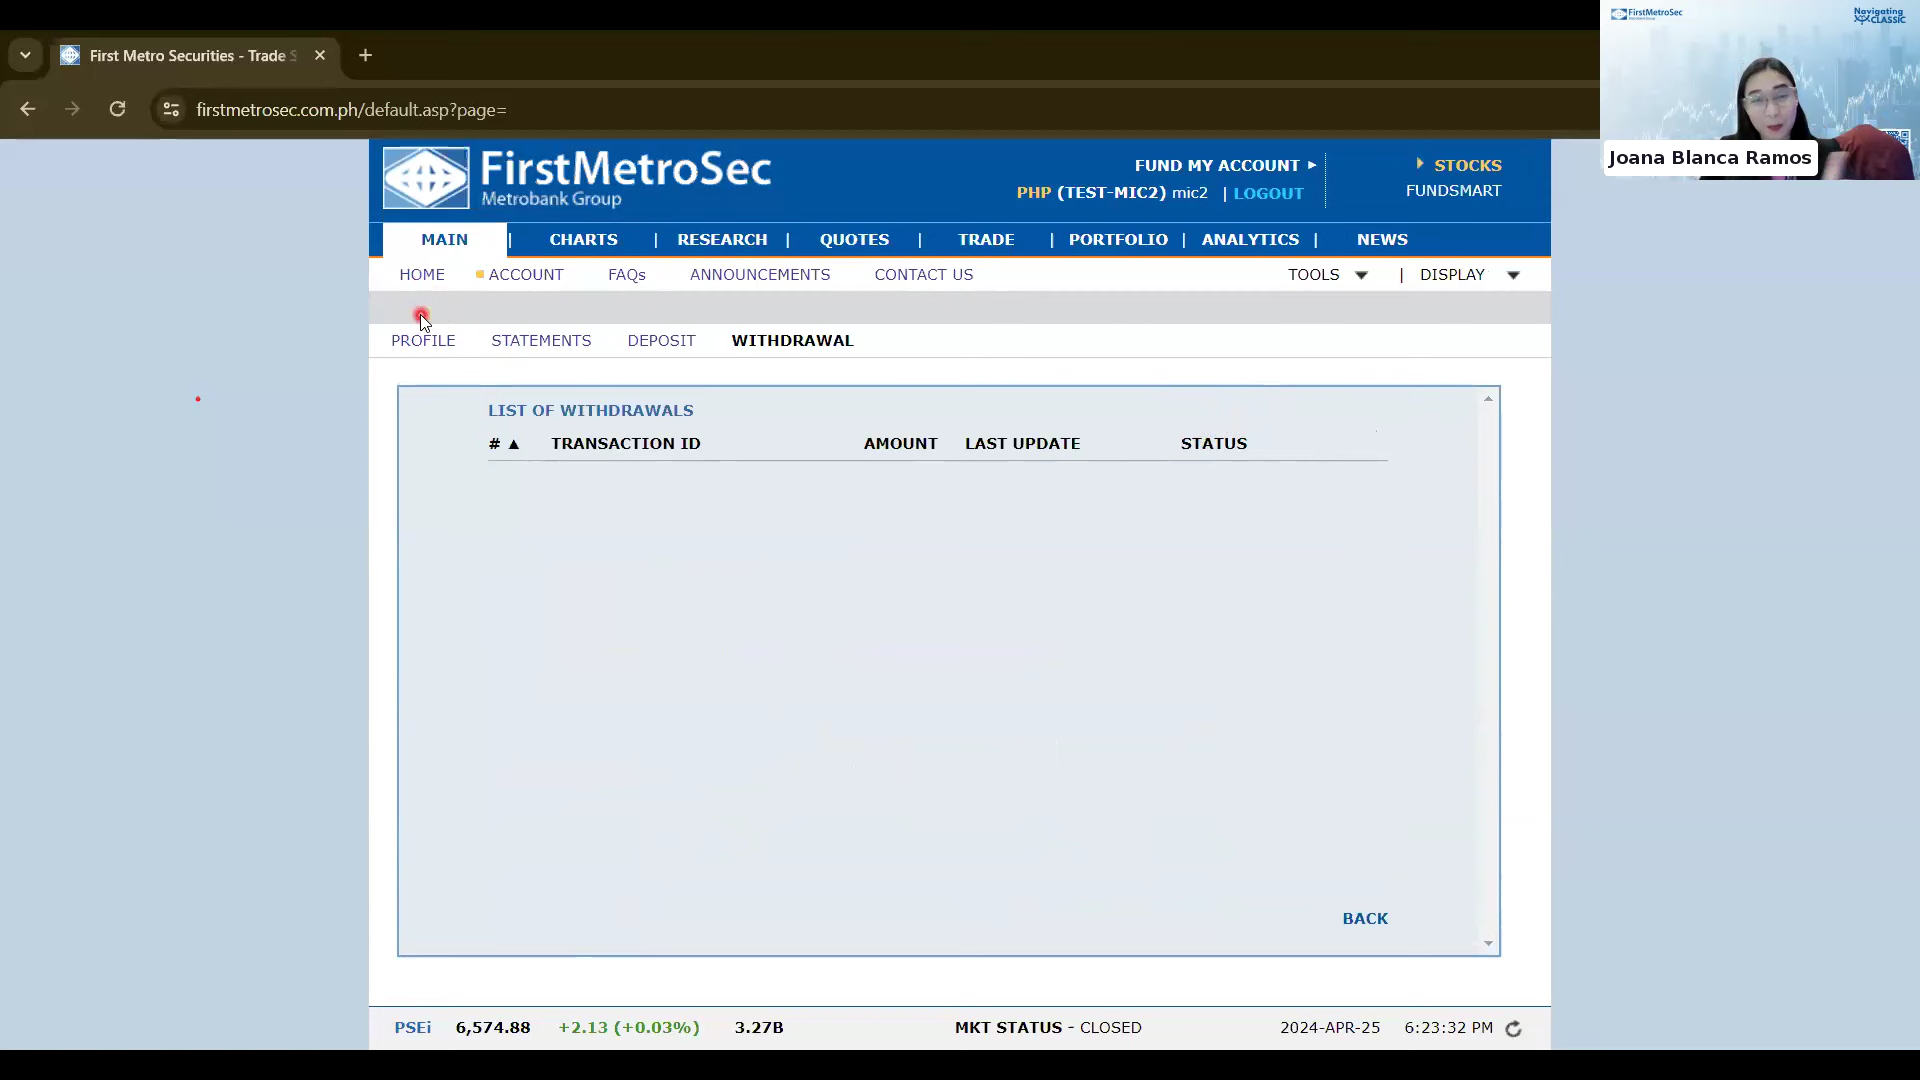 First Metro Securities - Trade S
firstmetrosec.com.ph/default.asp?page=
FirstMetroSec
Navigating
CLASSIC
Joana Blanca Ramos
FirstMetroSec
Metrobank Group
FUND MY ACCOUNT
PHP (TEST-MIC2) mic2 | LOGOUT
STOCKS
FUNDSMART
MAIN | CHARTS | RESEARCH | QUOTES | TRADE | PORTFOLIO | ANALYTICS | NEWS
HOME ACCOUNT FAQs ANNOUNCEMENTS CONTACT US TOOLS ▼ | DISPLAY ▼
PROFILE STATEMENTS DEPOSIT WITHDRAWAL
LIST OF WITHDRAWALS
# ▲ TRANSACTION ID AMOUNT LAST UPDATE STATUS
BACK
PSEi 6,574.88 +2.13 (+0.03%) 3.27B MKT STATUS - CLOSED 2024-APR-25 6:23:32 PM